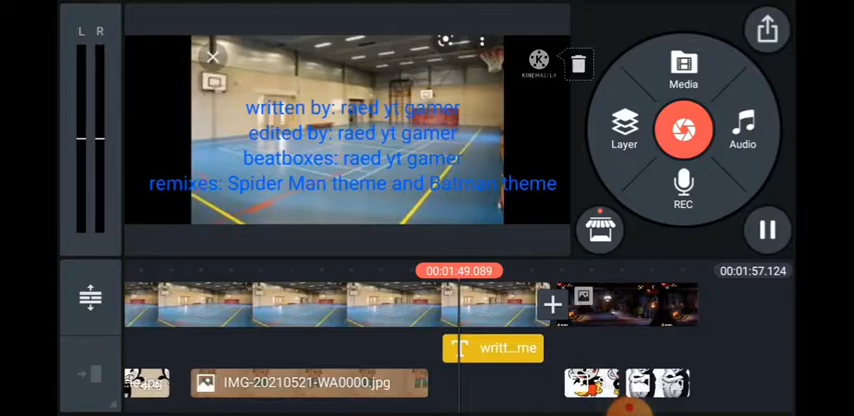 L R
KINEMASTER
written by: raed yt gamer
edited by: raed yt gamer
beatboxes: raed yt gamer
remixes: Spider Man theme and Batman theme
Media
Layer
Audio
REC
00:01:49.089
00:01:57.124
T writt...me
le.jpg
IMG-20210521-WA0000.jpg